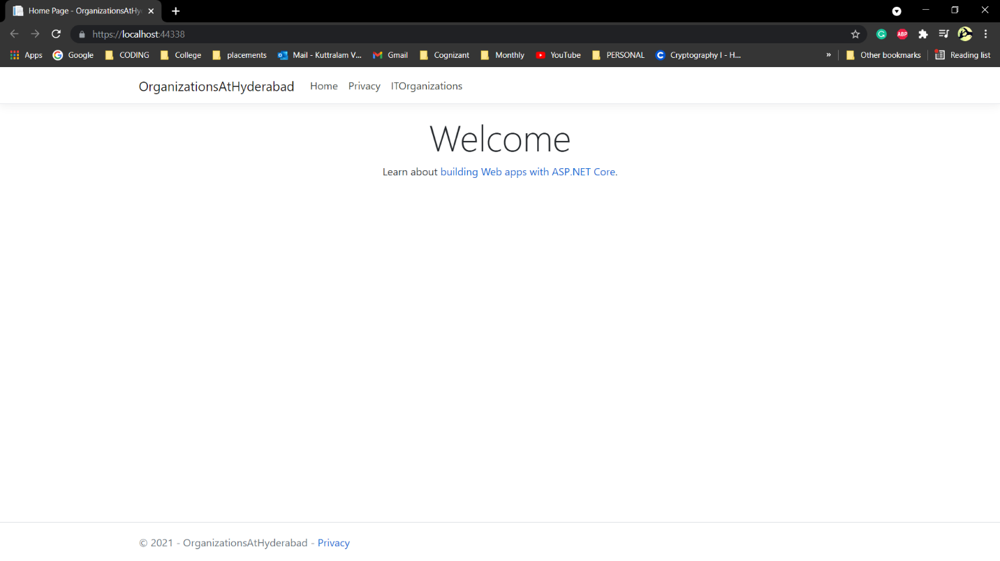 Home Page - OrganizationsAtHy
https://localhost:44338
ABP
Apps Google CODING College placements Mail - Kuttralam V... Gmail Cognizant Monthly YouTube PERSONAL Cryptography I - H... » Other bookmarks Reading list
OrganizationsAtHyderabad Home Privacy ITOrganizations
Welcome
Learn about building Web apps with ASP.NET Core.
© 2021 - OrganizationsAtHyderabad - Privacy